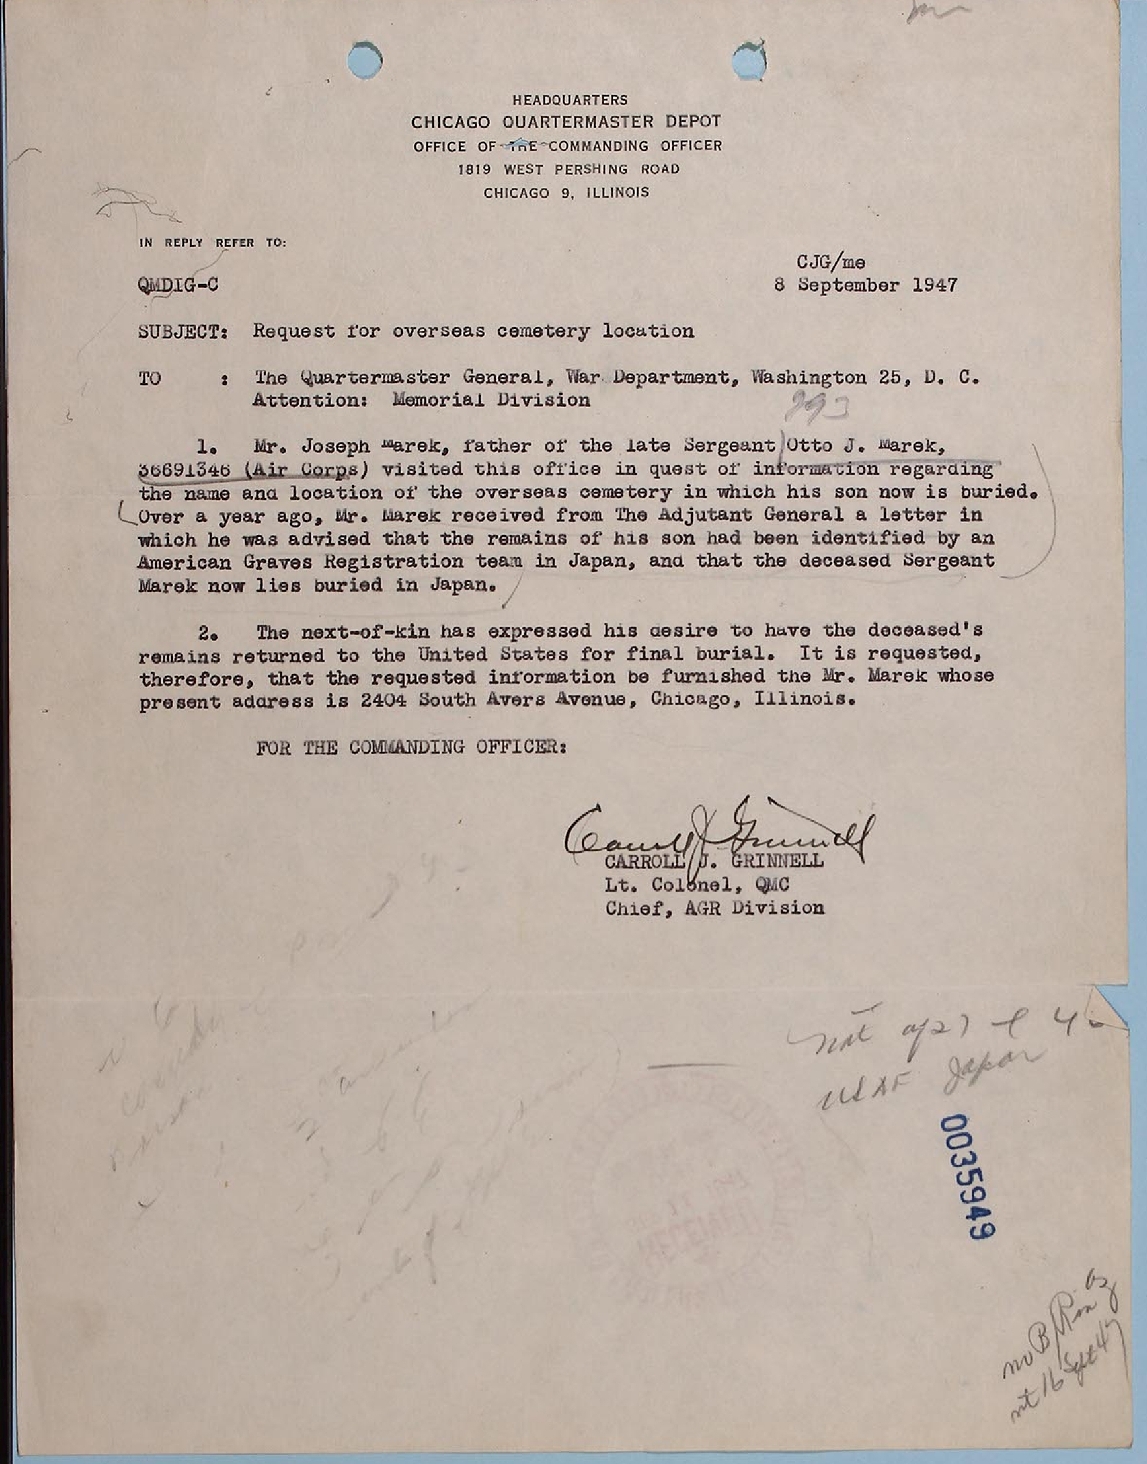 HEADQUARTERS
CHICAGO QUARTERMASTER DEPOT
OFFICE OF THE COMMANDING OFFICER
1819 WEST PERSHING ROAD
CHICAGO 9, ILLINOIS
IN REPLY REFER TO:
CJG/me
QMDIG-C
8 September 1947
SUBJECT: Request for overseas cemetery location
TO : The Quartermaster General, War Department, Washington 25, D. C.
Attention: Memorial Division
293
1. Mr. Joseph Marek, father of the late Sergeant Otto J. Marek,
36691346 (Air Corps) visited this office in quest of information regarding
the name and location of the overseas cemetery in which his son now is buried.
Over a year ago, Mr. Marek received from The Adjutant General a letter in
which he was advised that the remains of his son had been identified by an
American Graves Registration team in Japan, and that the deceased Sergeant
Marek now lies buried in Japan.
2. The next-of-kin has expressed his desire to have the deceased's
remains returned to the United States for final burial. It is requested,
therefore, that the requested information be furnished the Mr. Marek whose
present address is 2404 South Avers Avenue, Chicago, Illinois.
FOR THE COMMANDING OFFICER:
Carroll J Grinnell
CARROLL J. GRINNELL
Lt. Colonel, QMC
Chief, AGR Division
Japan
0035949
16 Sept 47